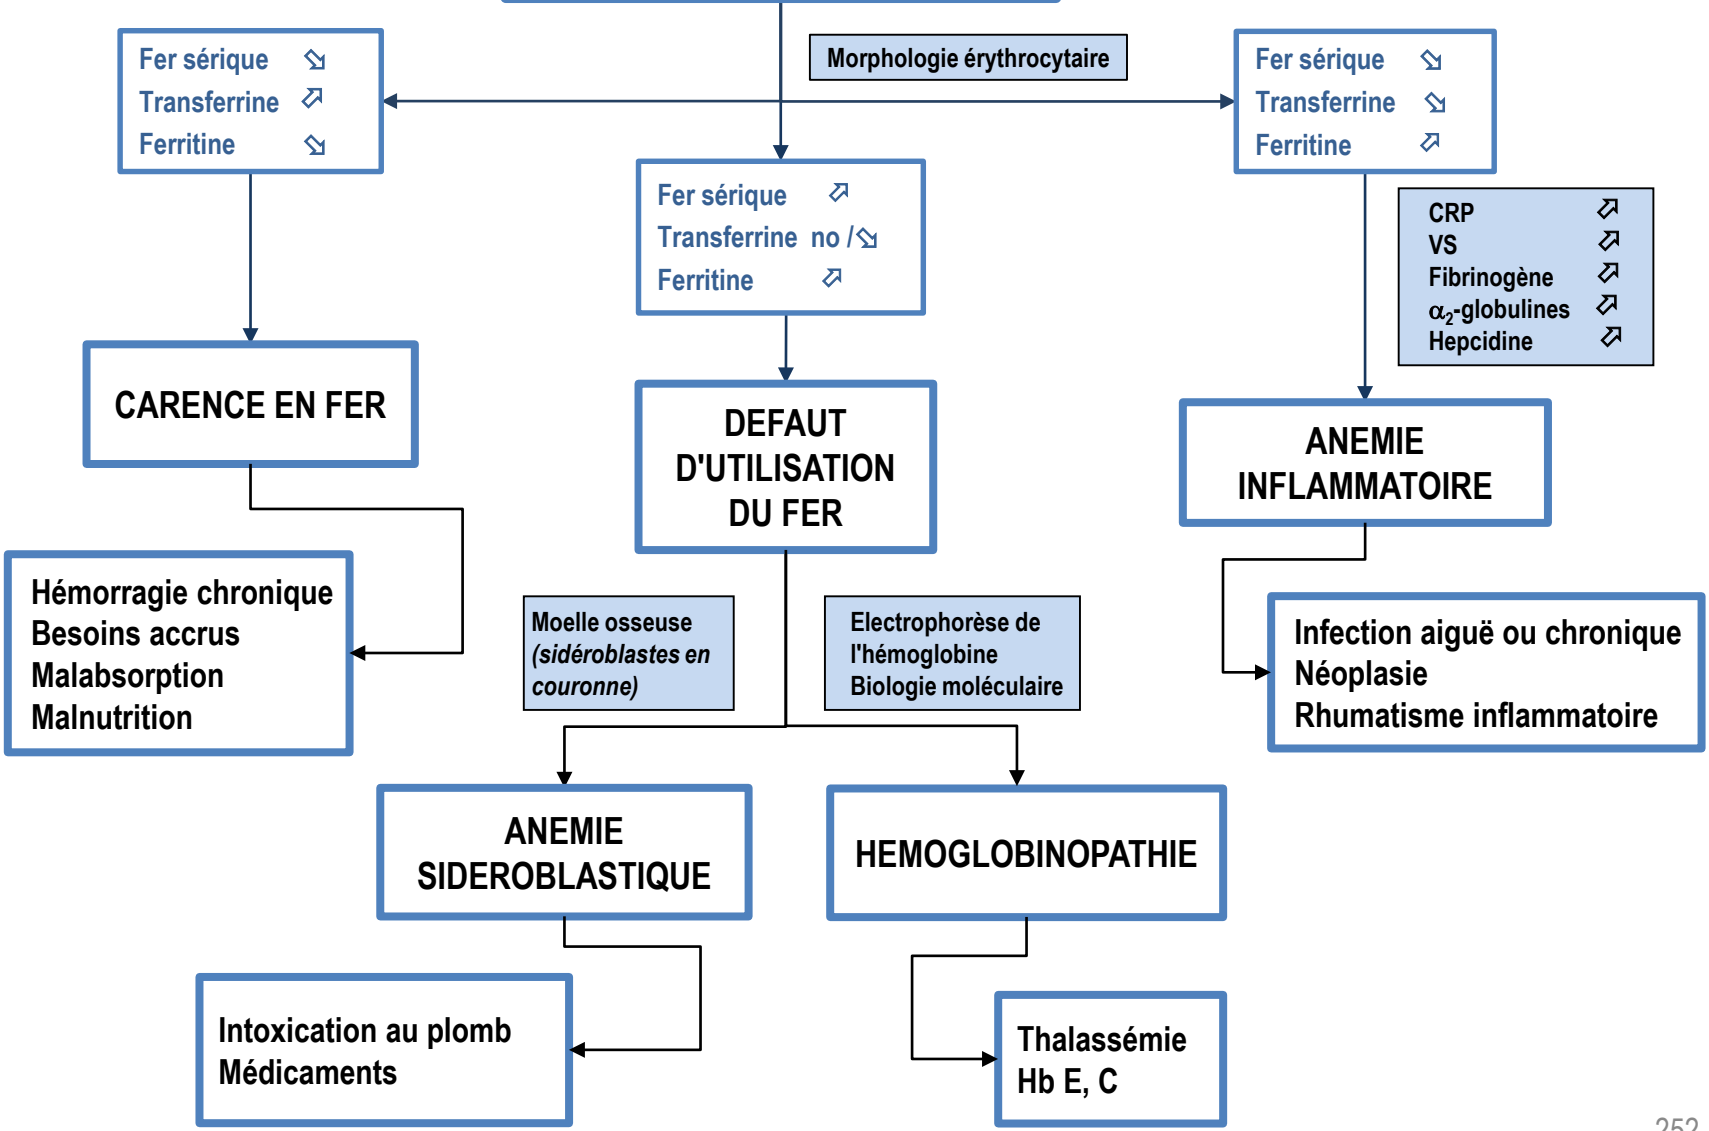 Morphologie érythrocytaire
Fer sérique ⬂
Transferrine ⬀
Ferritine ⬂
Fer sérique ⬀
Transferrine no /⬂
Ferritine ⬀
Fer sérique ⬂
Transferrine ⬂
Ferritine ⬀
CRP ⬀
VS ⬀
Fibrinogène ⬀
α2-globulines ⬀
Hepcidine ⬀
CARENCE EN FER
DEFAUT
D'UTILISATION
DU FER
ANEMIE
INFLAMMATOIRE
Hémorragie chronique
Besoins accrus
Malabsorption
Malnutrition
Moelle osseuse
(sidéroblastes en
couronne)
Electrophorèse de
l'hémoglobine
Biologie moléculaire
Infection aiguë ou chronique
Néoplasie
Rhumatisme inflammatoire
ANEMIE
SIDEROBLASTIQUE
HEMOGLOBINOPATHIE
Intoxication au plomb
Médicaments
Thalassémie
Hb E, C
252